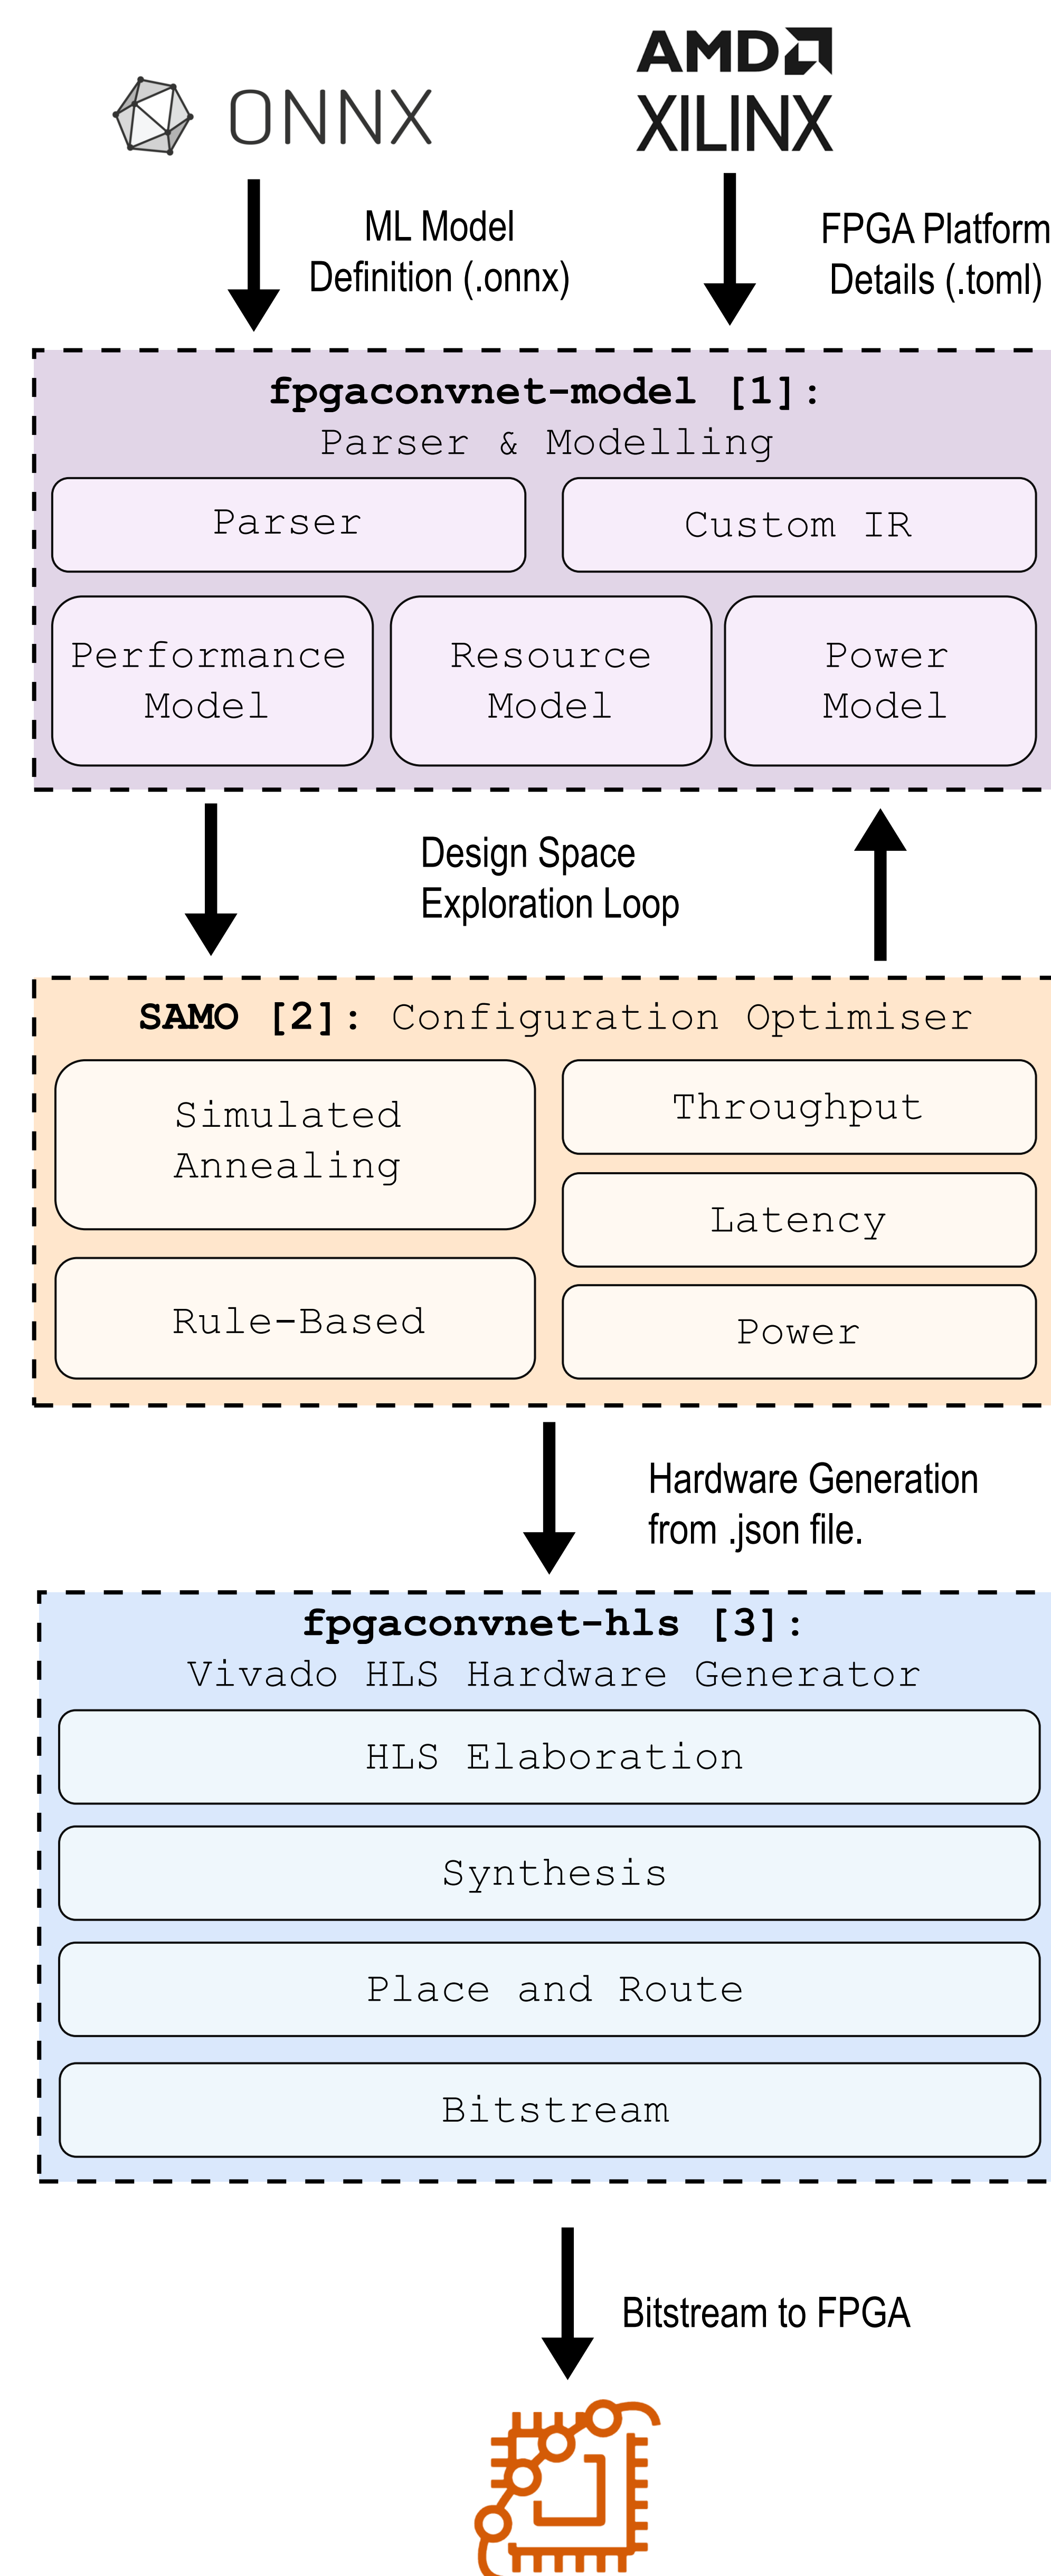 ONNX
AMD
XILINX
ML Model
Definition (.onnx)
FPGA Platform
Details (.toml)
fpgaconvnet-model [1]:
Parser & Modelling
Parser
Custom IR
Performance
Model
Resource
Model
Power
Model
Design Space
Exploration Loop
SAMO [2]: Configuration Optimiser
Simulated
Annealing
Rule-Based
Throughput
Latency
Power
Hardware Generation
from .json file.
fpgaconvnet-hls [3]:
Vivado HLS Hardware Generator
HLS Elaboration
Synthesis
Place and Route
Bitstream
Bitstream to FPGA